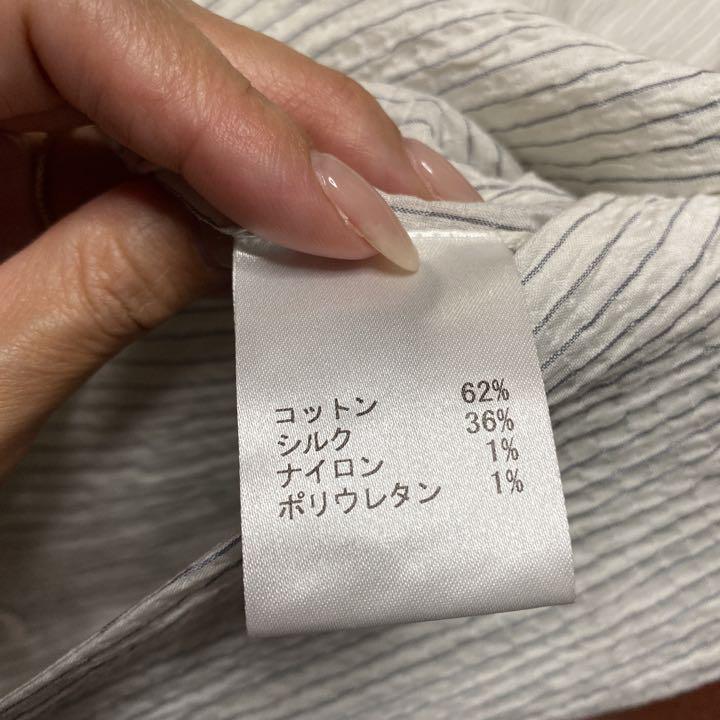 コットン 62%
シルク 36%
ナイロン 1%
ポリウレタン 1%